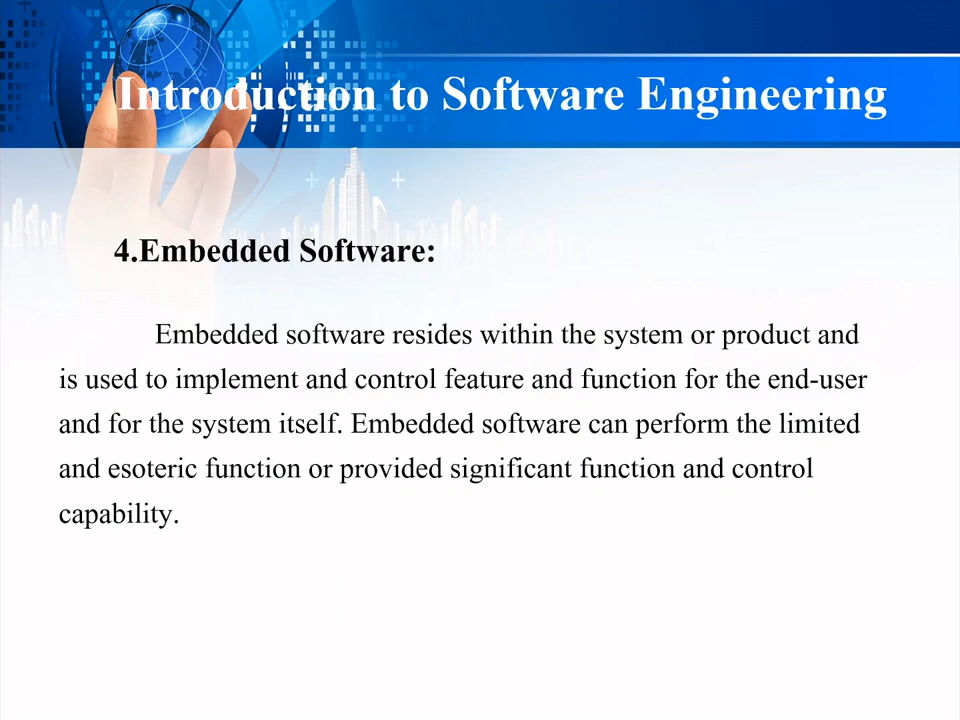 Introduction to Software Engineering
4.Embedded Software:
Embedded software resides within the system or product and
is used to implement and control feature and function for the end-user
and for the system itself. Embedded software can perform the limited
and esoteric function or provided significant function and control
capability.